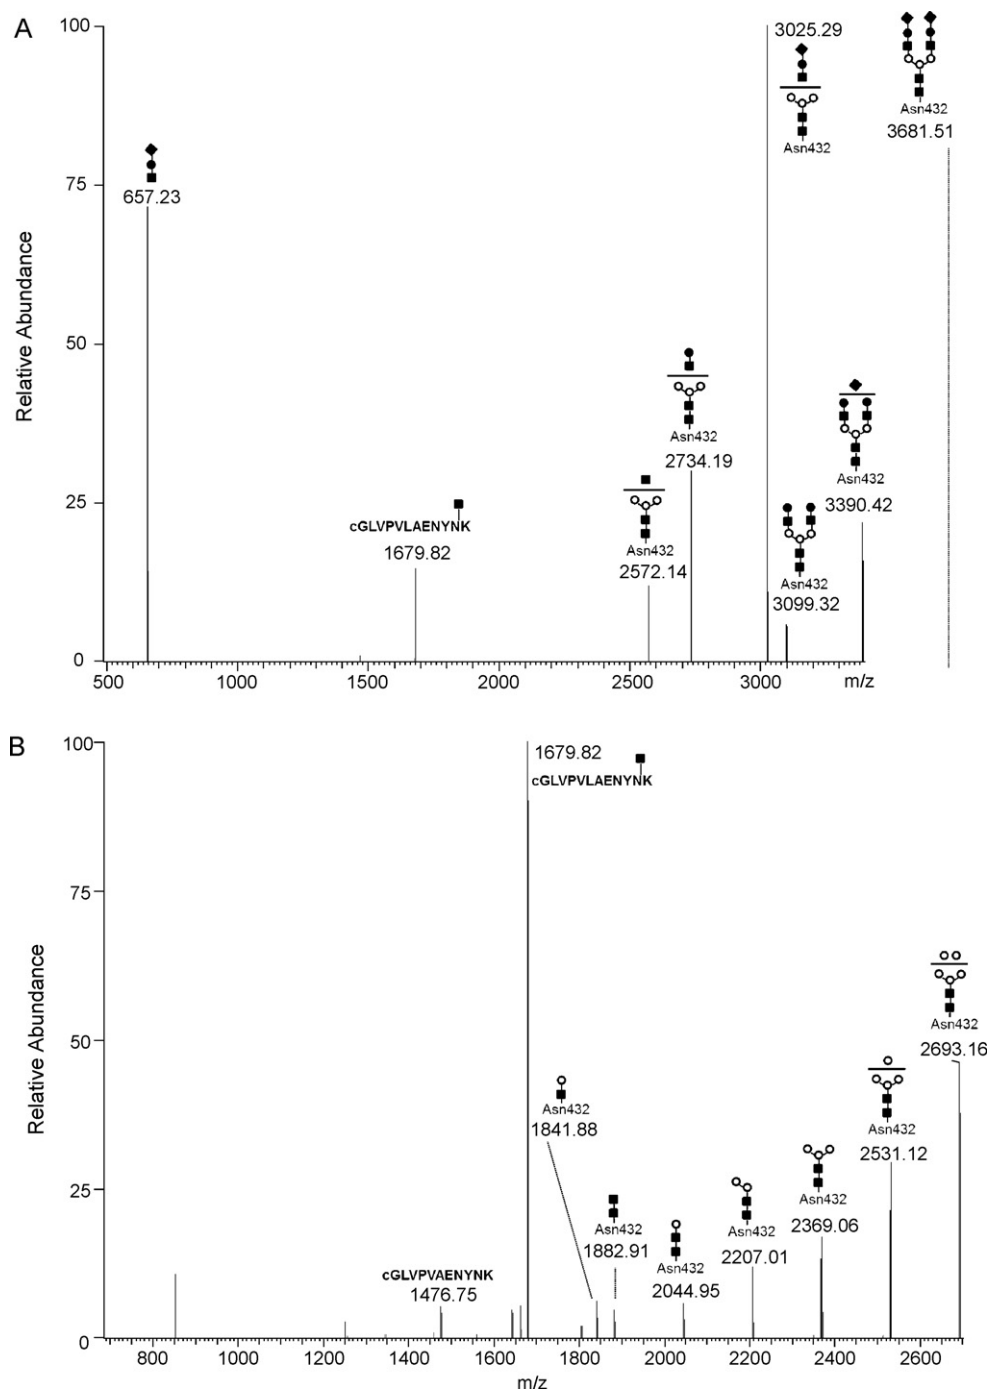 A
100
75
50
25
0
Relative Abundance
657.23
cGLVPVLAENYNK
1679.82
Asn432
2572.14
Asn432
2734.19
3025.29
Asn432
Asn432
3099.32
Asn432
3390.42
Asn432
3681.51
500 1000 1500 2000 2500 3000 m/z
B
100
75
50
25
0
Relative Abundance
1679.82
cGLVPVLAENYNK
cGLVPVAENYNK
1476.75
Asn432
1841.88
Asn432
1882.91
Asn432
2044.95
Asn432
2207.01
Asn432
2369.06
Asn432
2531.12
Asn432
2693.16
800 1000 1200 1400 1600 1800 2000 2200 2400 2600
m/z